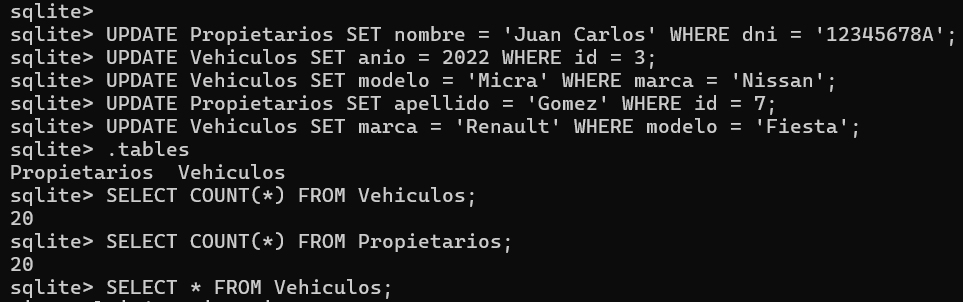 sqlite>
sqlite> UPDATE Propietarios SET nombre = 'Juan Carlos' WHERE dni = '12345678A';
sqlite> UPDATE Vehiculos SET anio = 2022 WHERE id = 3;
sqlite> UPDATE Vehiculos SET modelo = 'Micra' WHERE marca = 'Nissan';
sqlite> UPDATE Propietarios SET apellido = 'Gomez' WHERE id = 7;
sqlite> UPDATE Vehiculos SET marca = 'Renault' WHERE modelo = 'Fiesta';
sqlite> .tables
Propietarios  Vehiculos
sqlite> SELECT COUNT(*) FROM Vehiculos;
20
sqlite> SELECT COUNT(*) FROM Propietarios;
20
sqlite> SELECT * FROM Vehiculos;